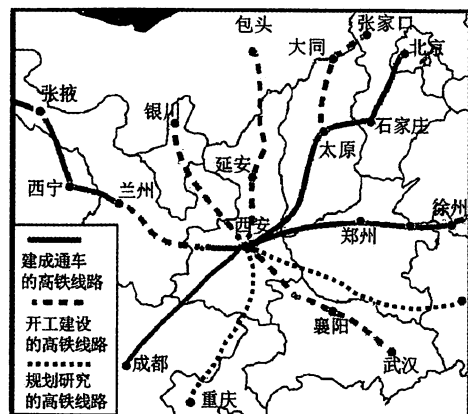 包头
张家口
大同
北京
张掖
银川
石家庄
太原
延安
西宁
兰州
西安
郑州
徐州
建成通车
的高铁线路
开工建设
的高铁线路
规划研究
的高铁线路
襄阳
武汉
成都
重庆